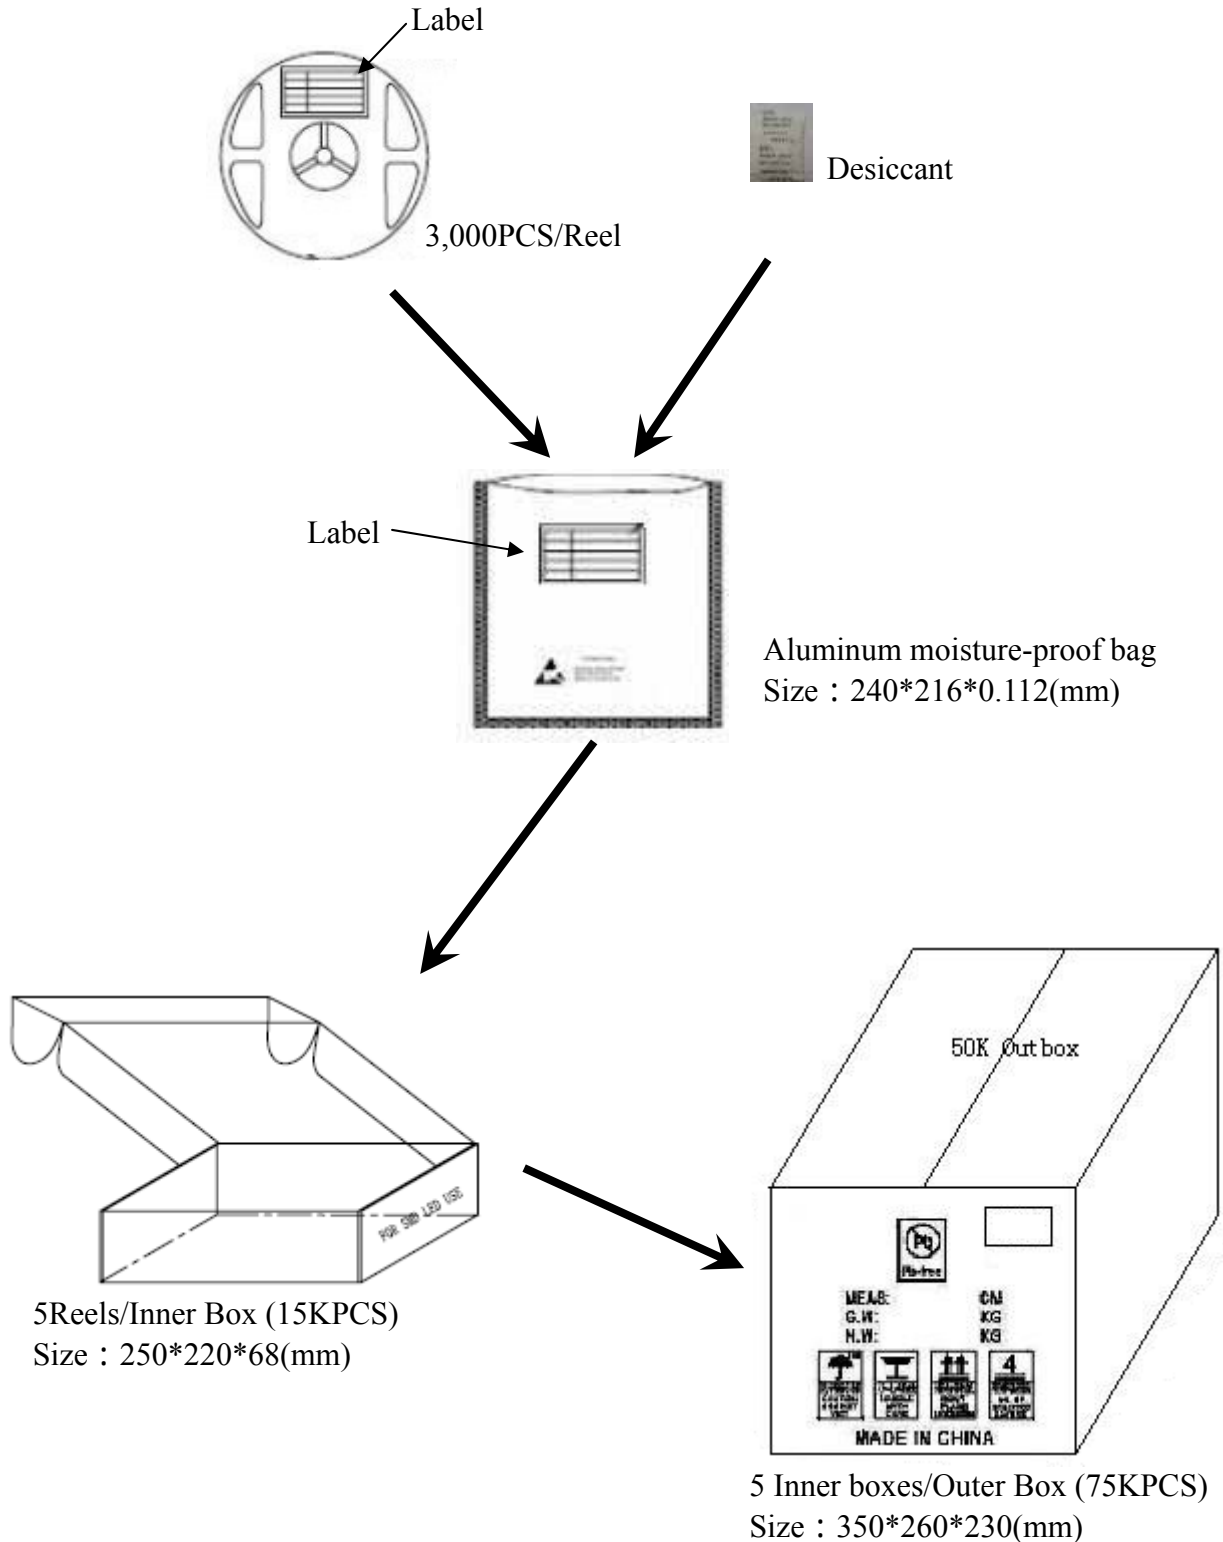 Label
Desiccant
3,000PCS/Reel
Label
Aluminum moisture-proof bag
Size：240*216*0.112(mm)
50K Outbox
FOR SMD LED USE
Pb
Pb-free
MEAS: CM
G.W: KG
N.W: KG
4
MADE IN CHINA
5Reels/Inner Box (15KPCS)
Size：250*220*68(mm)
5 Inner boxes/Outer Box (75KPCS)
Size：350*260*230(mm)